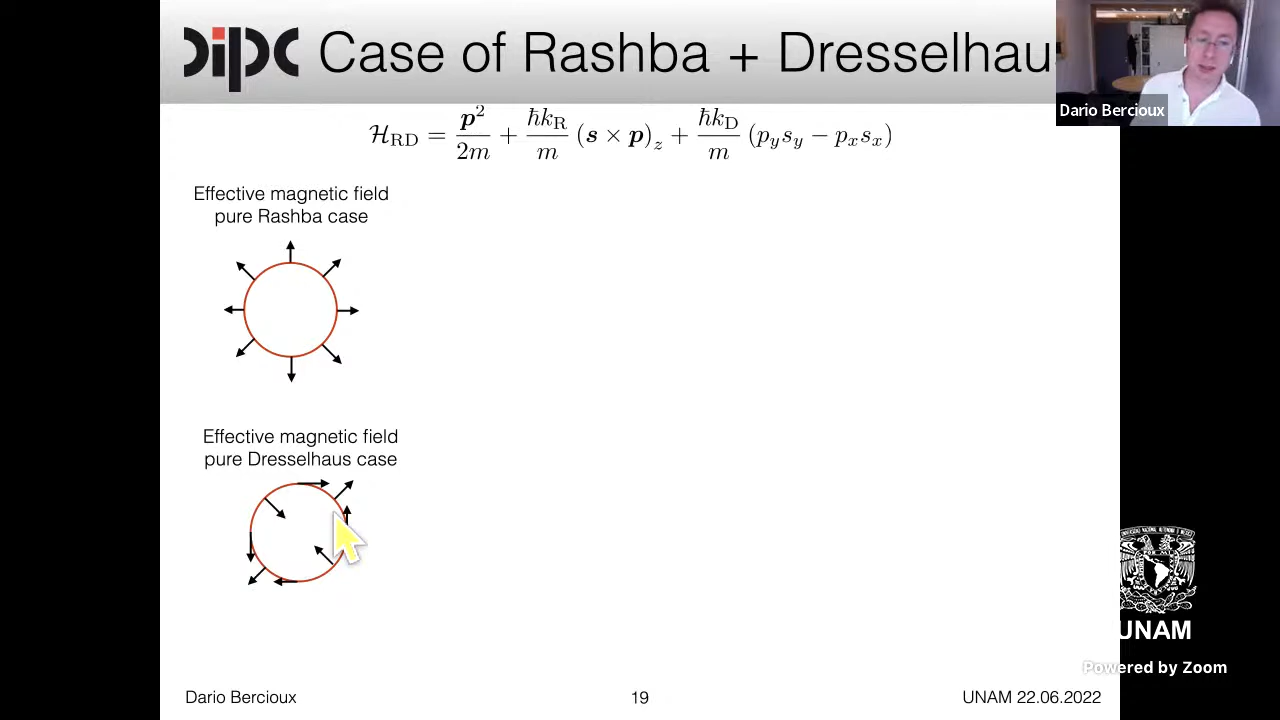 DIPC Case of Rashba + Dresselhau
Dario Bercioux
ℋ_RD = 𝒑²/2m + ħk_R/m (𝒔 × 𝒑)_z + ħk_D/m (p_y s_y − p_x s_x)
Effective magnetic field
pure Rashba case
Effective magnetic field
pure Dresselhaus case
UNAM
Powered by Zoom
Dario Bercioux
19
UNAM 22.06.2022